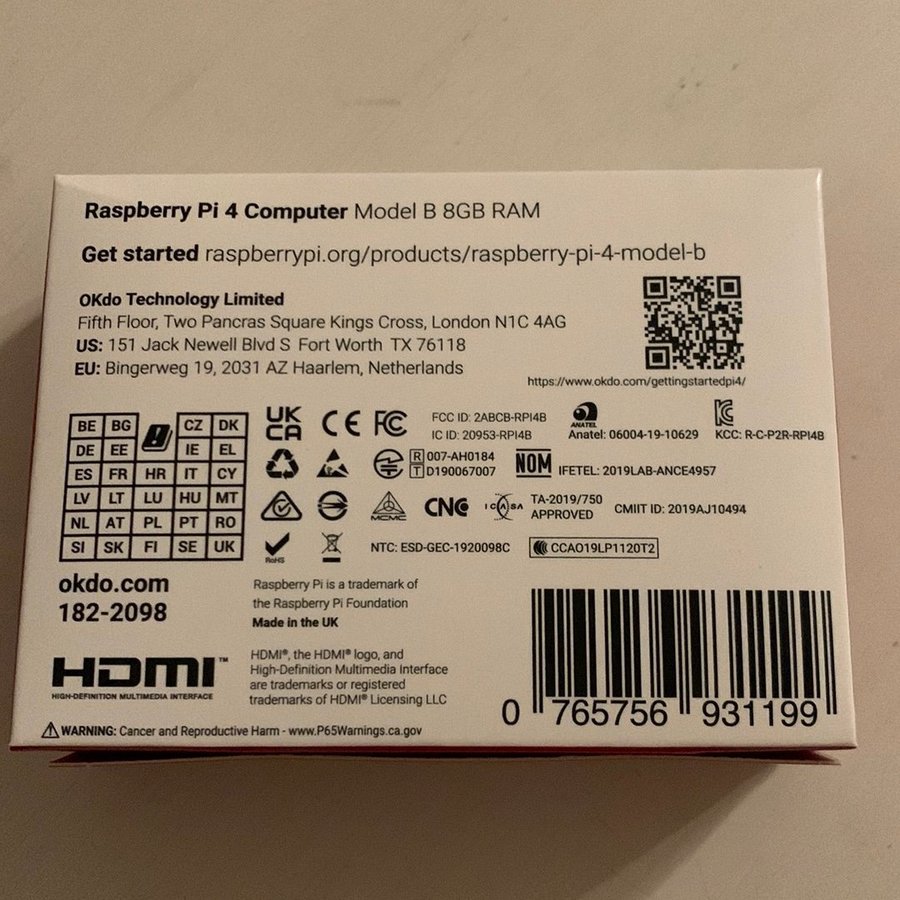 Raspberry Pi 4 Computer Model B 8GB RAM
Get started raspberrypi.org/products/raspberry-pi-4-model-b
OKdo Technology Limited
Fifth Floor, Two Pancras Square Kings Cross, London N1C 4AG
US: 151 Jack Newell Blvd S Fort Worth TX 76118
EU: Bingerweg 19, 2031 AZ Haarlem, Netherlands
https://www.okdo.com/gettingstartedpi4/
BE BG CZ DK
DE EE IE EL
ES FR HR IT CY
LV LT LU HU MT
NL AT PL PT RO
SI SK FI SE UK
UK CA CE FC
FCC ID: 2ABCB-RPI4B
IC ID: 20953-RPI4B
ANATEL
Anatel: 06004-19-10629
KCC: R-C-P2R-RPI4B
R 007-AH0184
T D190067007
NOM
IFETEL: 2019LAB-ANCE4957
MCMC
CNC
ICASA
TA-2019/750
APPROVED
CMIIT ID: 2019AJ10494
RoHS
NTC: ESD-GEC-1920098C
CCAO19LP1120T2
okdo.com
182-2098
Raspberry Pi is a trademark of
the Raspberry Pi Foundation
Made in the UK
HDMI™
HIGH-DEFINITION MULTIMEDIA INTERFACE
HDMI®, the HDMI® logo, and
High-Definition Multimedia Interface
are trademarks or registered
trademarks of HDMI® Licensing LLC
WARNING: Cancer and Reproductive Harm - www.P65Warnings.ca.gov
0 765756 931199